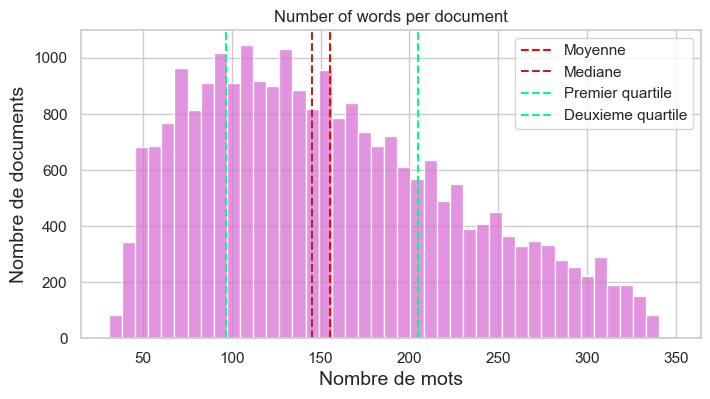 Number of words per document
Moyenne
Mediane
Premier quartile
Deuxieme quartile
Nombre de documents
1000
800
600
400
200
0
50 100 150 200 250 300 350
Nombre de mots